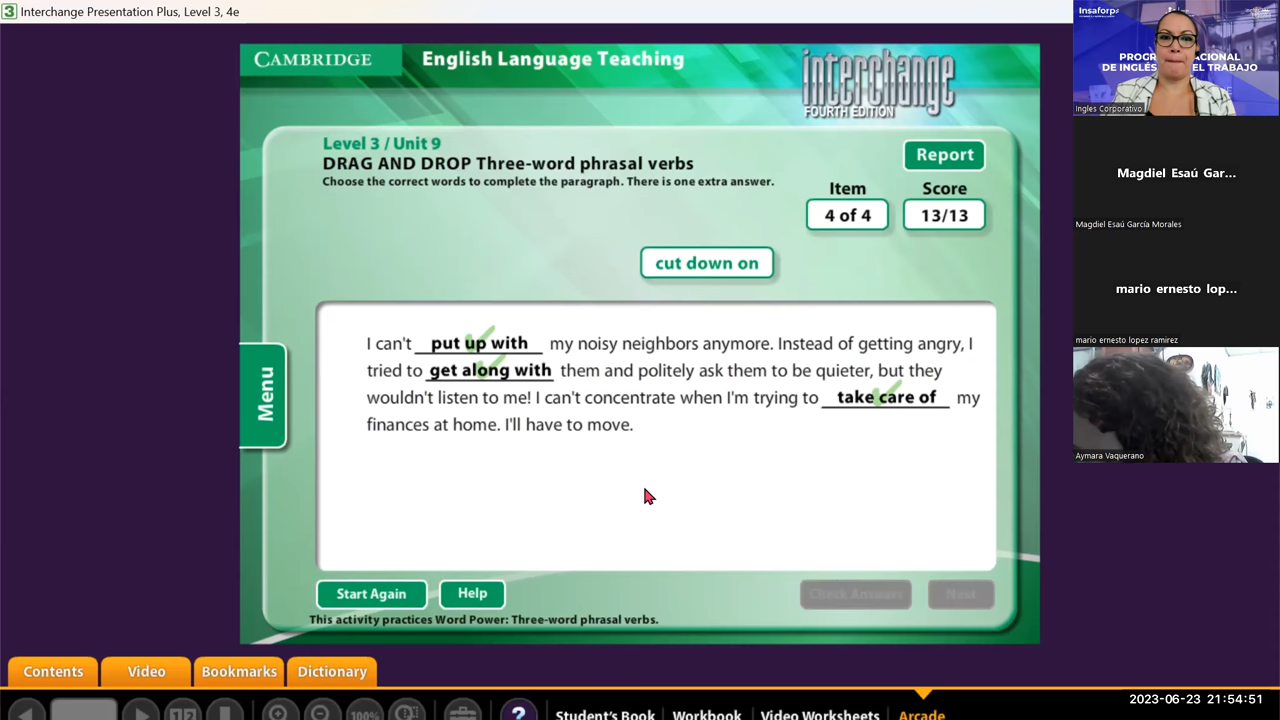 Interchange Presentation Plus, Level 3, 4e
CAMBRIDGE
English Language Teaching
interchange
FOURTH EDITION
Level 3 / Unit 9
DRAG AND DROP Three-word phrasal verbs
Choose the correct words to complete the paragraph. There is one extra answer.
Report
Item
Score
4 of 4
13/13
cut down on
I can't put up with my noisy neighbors anymore. Instead of getting angry, I
tried to get along with them and politely ask them to be quieter, but they
wouldn't listen to me! I can't concentrate when I'm trying to take care of my
finances at home. I'll have to move.
Menu
Start Again
Help
Check Answers
Next
This activity practices Word Power: Three-word phrasal verbs.
Contents
Video
Bookmarks
Dictionary
100%
?
Student's Book
Workbook
Video Worksheets
Arcade
Insaforp
Ingles Corporativo
Magdiel Esaú Gar...
Magdiel Esaú García Morales
mario ernesto lop...
mario ernesto lopez ramirez
Aymara Vaquerano
2023-06-23 21:54:51